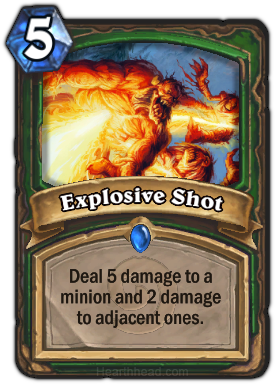 5
Explosive Shot
Deal 5 damage to a
minion and 2 damage
to adjacent ones.
Hearthhead.com